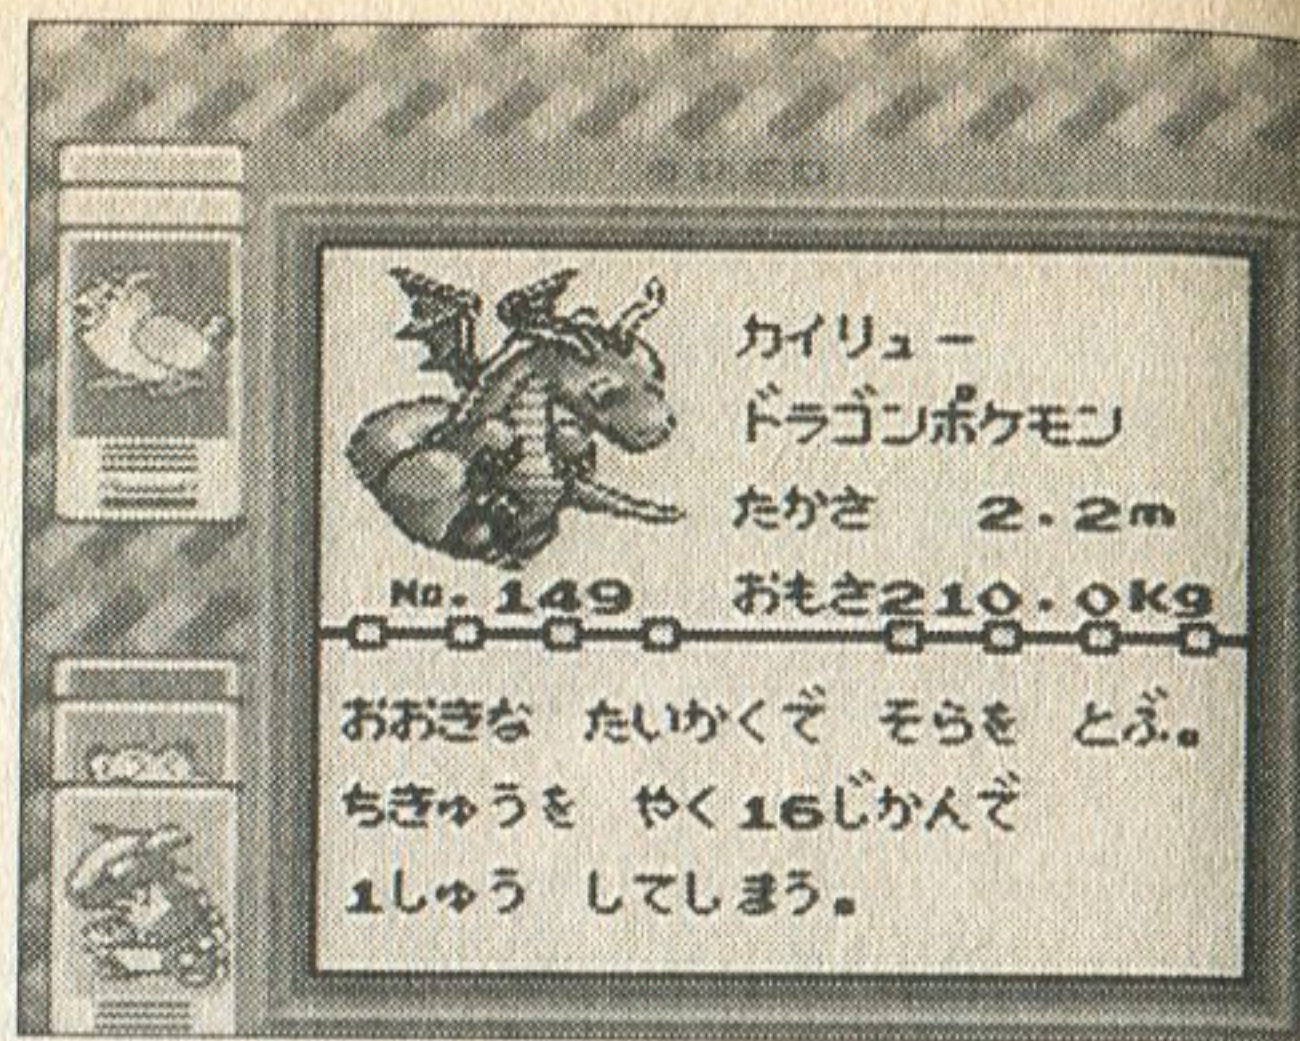 カイリュー
ドラゴンポケモン
たかさ 2.2m
おもさ210.0kg
No.149
おおきな たいかくで そらを とぶ。
ちきゅうを やく16じかんで
1しゅう してしまう。